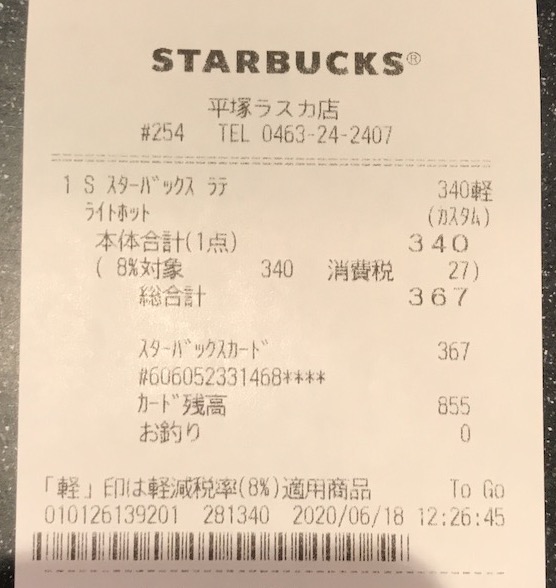 STARBUCKS®
平塚ラスカ店
#254 TEL 0463-24-2407
1 S スターバックス ラテ 340軽
ライトホット (カスタム)
本体合計(1点) 340
( 8%対象 340 消費税 27)
総合計 367
スターバックスカード 367
#606052331468****
カード残高 855
お釣り 0
「軽」印は軽減税率(8%)適用商品 To Go
010126139201 281340 2020/06/18 12:26:45